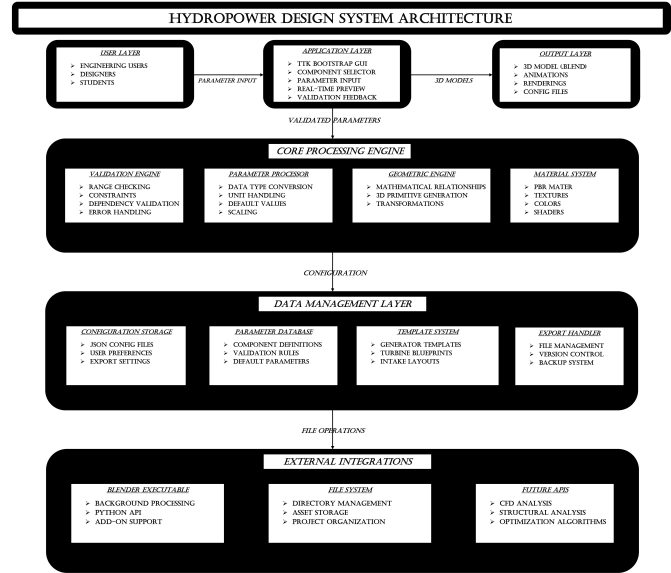 HYDROPOWER DESIGN SYSTEM ARCHITECTURE
USER LAYER
ENGINEERING USERS
DESIGNERS
STUDENTS
PARAMETER INPUT
APPLICATION LAYER
TTK BOOTSTRAP GUI
COMPONENT SELECTOR
PARAMETER INPUT
REAL-TIME PREVIEW
VALIDATION FEEDBACK
3D MODELS
OUTPUT LAYER
3D MODEL (BLEND)
ANIMATIONS
RENDERINGS
CONFIG FILES
VALIDATED PARAMETERS
CORE PROCESSING ENGINE
VALIDATION ENGINE
RANGE CHECKING
CONSTRAINTS
DEPENDENCY VALIDATION
ERROR HANDLING
PARAMETER PROCESSOR
DATA TYPE CONVERSION
UNIT HANDLING
DEFAULT VALUES
SCALING
GEOMETRIC ENGINE
MATHEMATICAL RELATIONSHIPS
3D PRIMITIVE GENERATION
TRANSFORMATIONS
MATERIAL SYSTEM
PBR MATER
TEXTURES
COLORS
SHADERS
CONFIGURATION
DATA MANAGEMENT LAYER
CONFIGURATION STORAGE
JSON CONFIG FILES
USER PREFERENCES
EXPORT SETTINGS
PARAMETER DATABASE
COMPONENT DEFINITIONS
VALIDATION RULES
DEFAULT PARAMETERS
TEMPLATE SYSTEM
GENERATOR TEMPLATES
TURBINE BLUEPRINTS
INTAKE LAYOUTS
EXPORT HANDLER
FILE MANAGEMENT
VERSION CONTROL
BACKUP SYSTEM
FILE OPERATIONS
EXTERNAL INTEGRATIONS
BLENDER EXECUTABLE
BACKGROUND PROCESSING
PYTHON API
ADD-ON SUPPORT
FILE SYSTEM
DIRECTORY MANAGEMENT
ASSET STORAGE
PROJECT ORGANIZATION
FUTURE APIS
CFD ANALYSIS
STRUCTURAL ANALYSIS
OPTIMIZATION ALGORITHMS